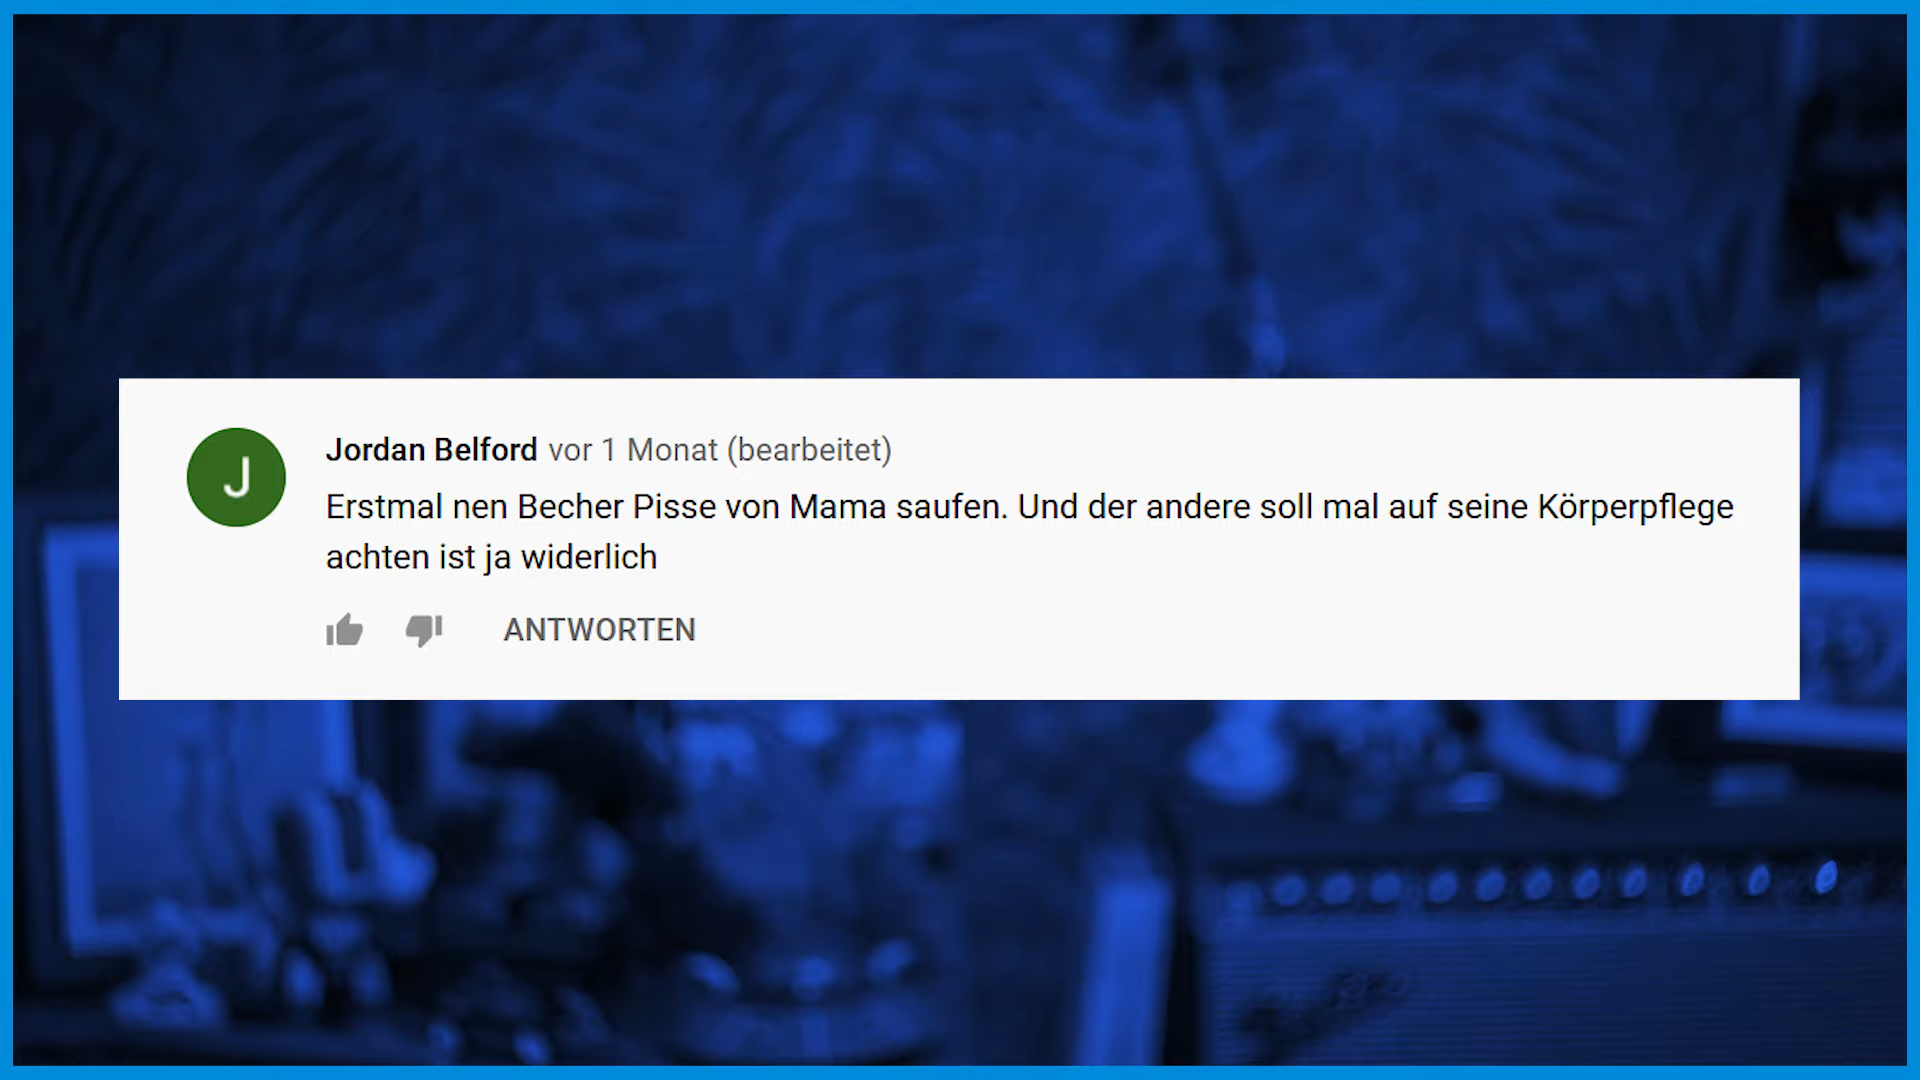 J
Jordan Belford vor 1 Monat (bearbeitet)
Erstmal nen Becher Pisse von Mama saufen. Und der andere soll mal auf seine Körperpflege
achten ist ja widerlich
ANTWORTEN